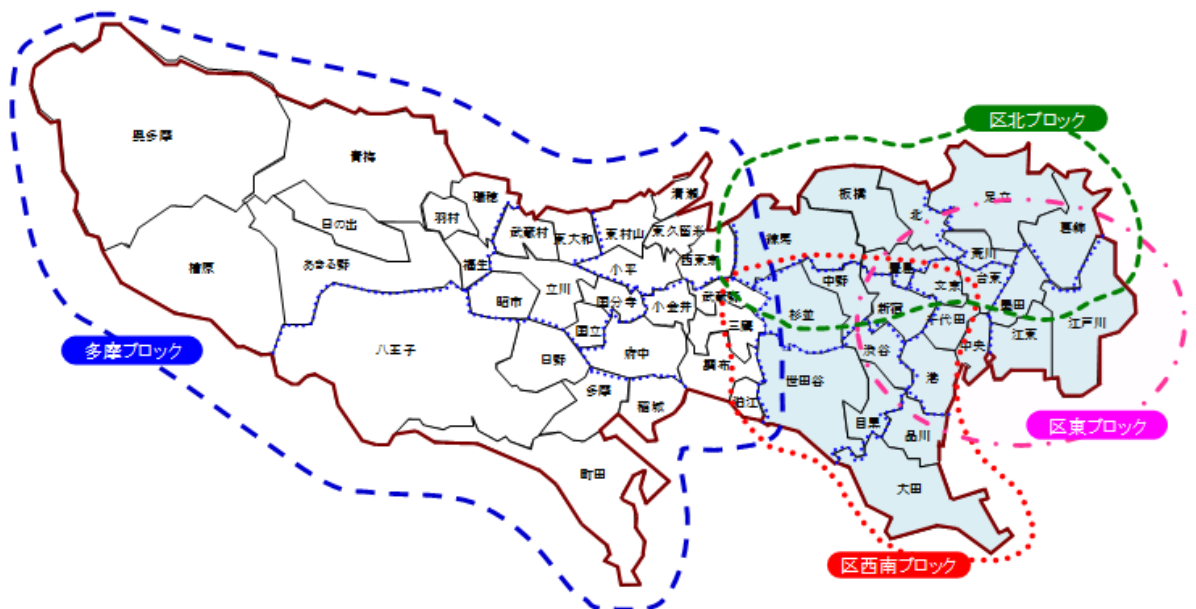 区北ブロック
奥多摩
青梅
清瀬
板橋
足立
瑞穂
北
羽村
日の出
武蔵村
東大和
東村山
東久留米
練馬
葛飾
荒川
西東京
檜原
あきる野
福生
小平
中野
豊島
文京
台東
昭市
立川
国分寺
小金井
武蔵野
杉並
新宿
千代田
墨田
江戸川
国立
三鷹
江東
多摩ブロック
八王子
日野
府中
調布
渋谷
中央
世田谷
港
多摩
稲城
狛江
目黒
品川
区東ブロック
町田
大田
区西南ブロック